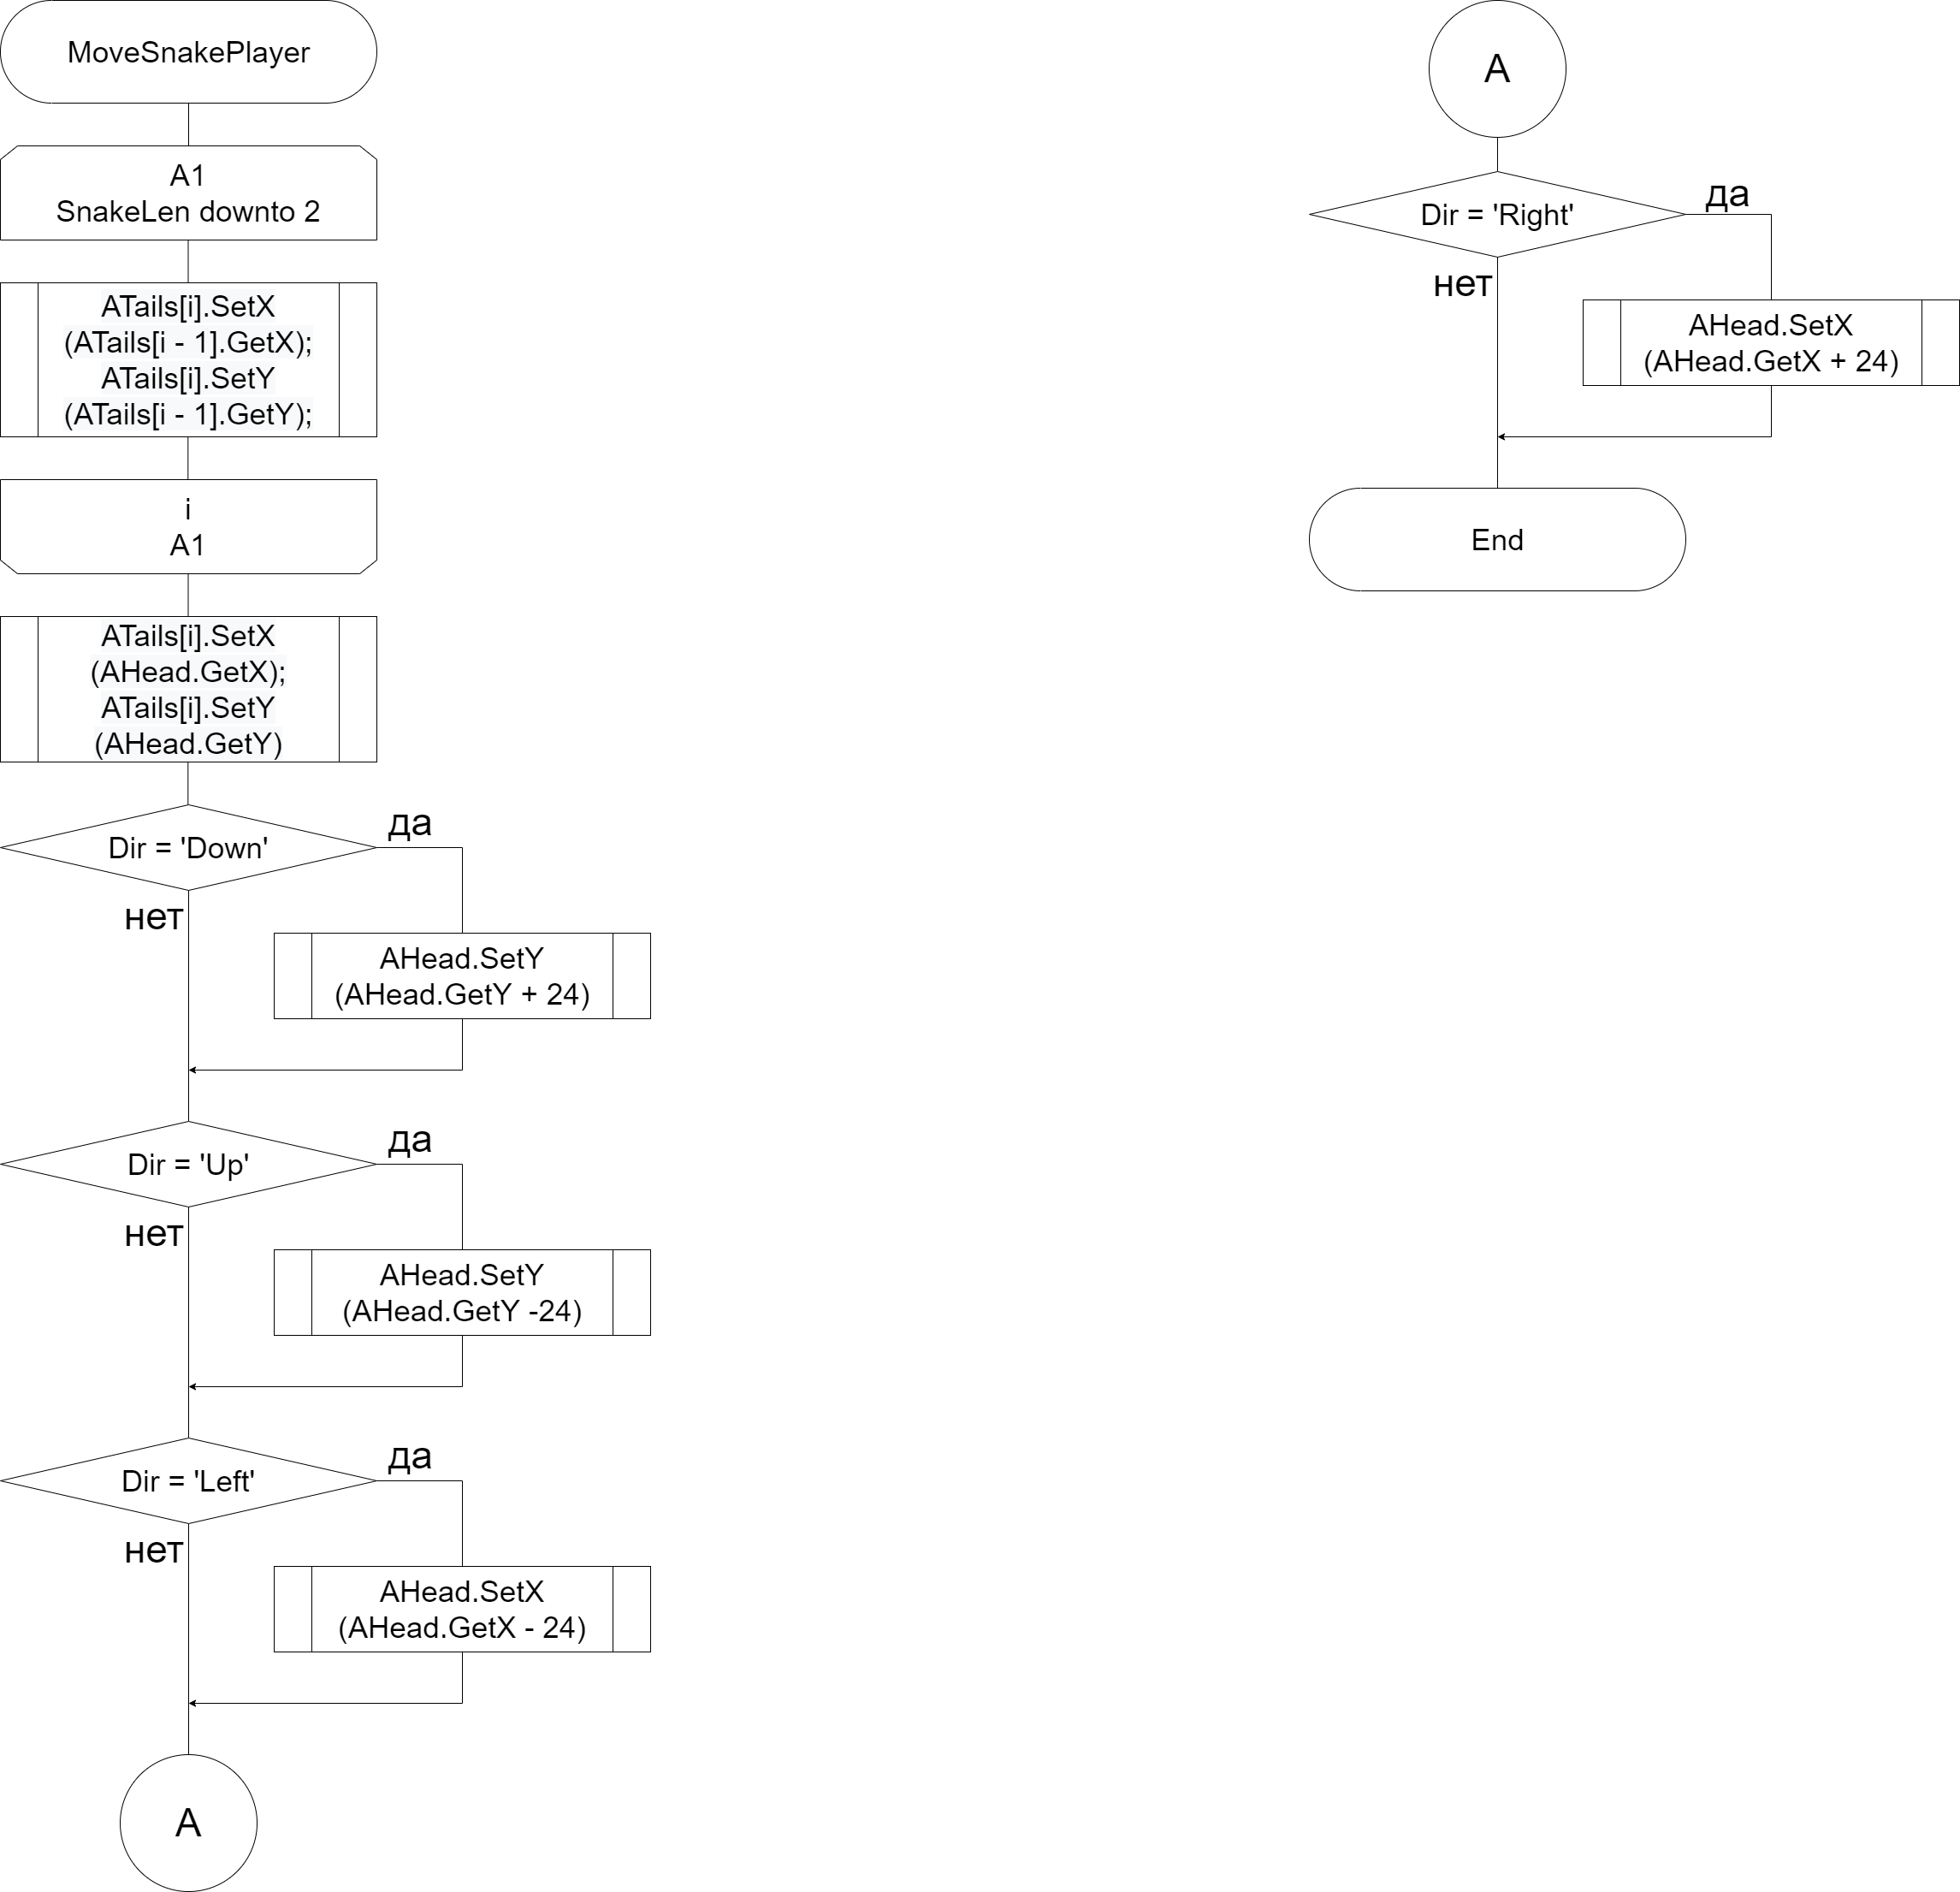 MoveSnakePlayer
A1
SnakeLen downto 2
ATails[i].SetX
(ATails[i - 1].GetX);
ATails[i].SetY
(ATails[i - 1].GetY);
i
A1
ATails[i].SetX
(AHead.GetX);
ATails[i].SetY
(AHead.GetY)
Dir = 'Down'
да
нет
AHead.SetY
(AHead.GetY + 24)
Dir = 'Up'
да
нет
AHead.SetY
(AHead.GetY -24)
Dir = 'Left'
да
нет
AHead.SetX
(AHead.GetX - 24)
A
A
Dir = 'Right'
да
нет
AHead.SetX
(AHead.GetX + 24)
End